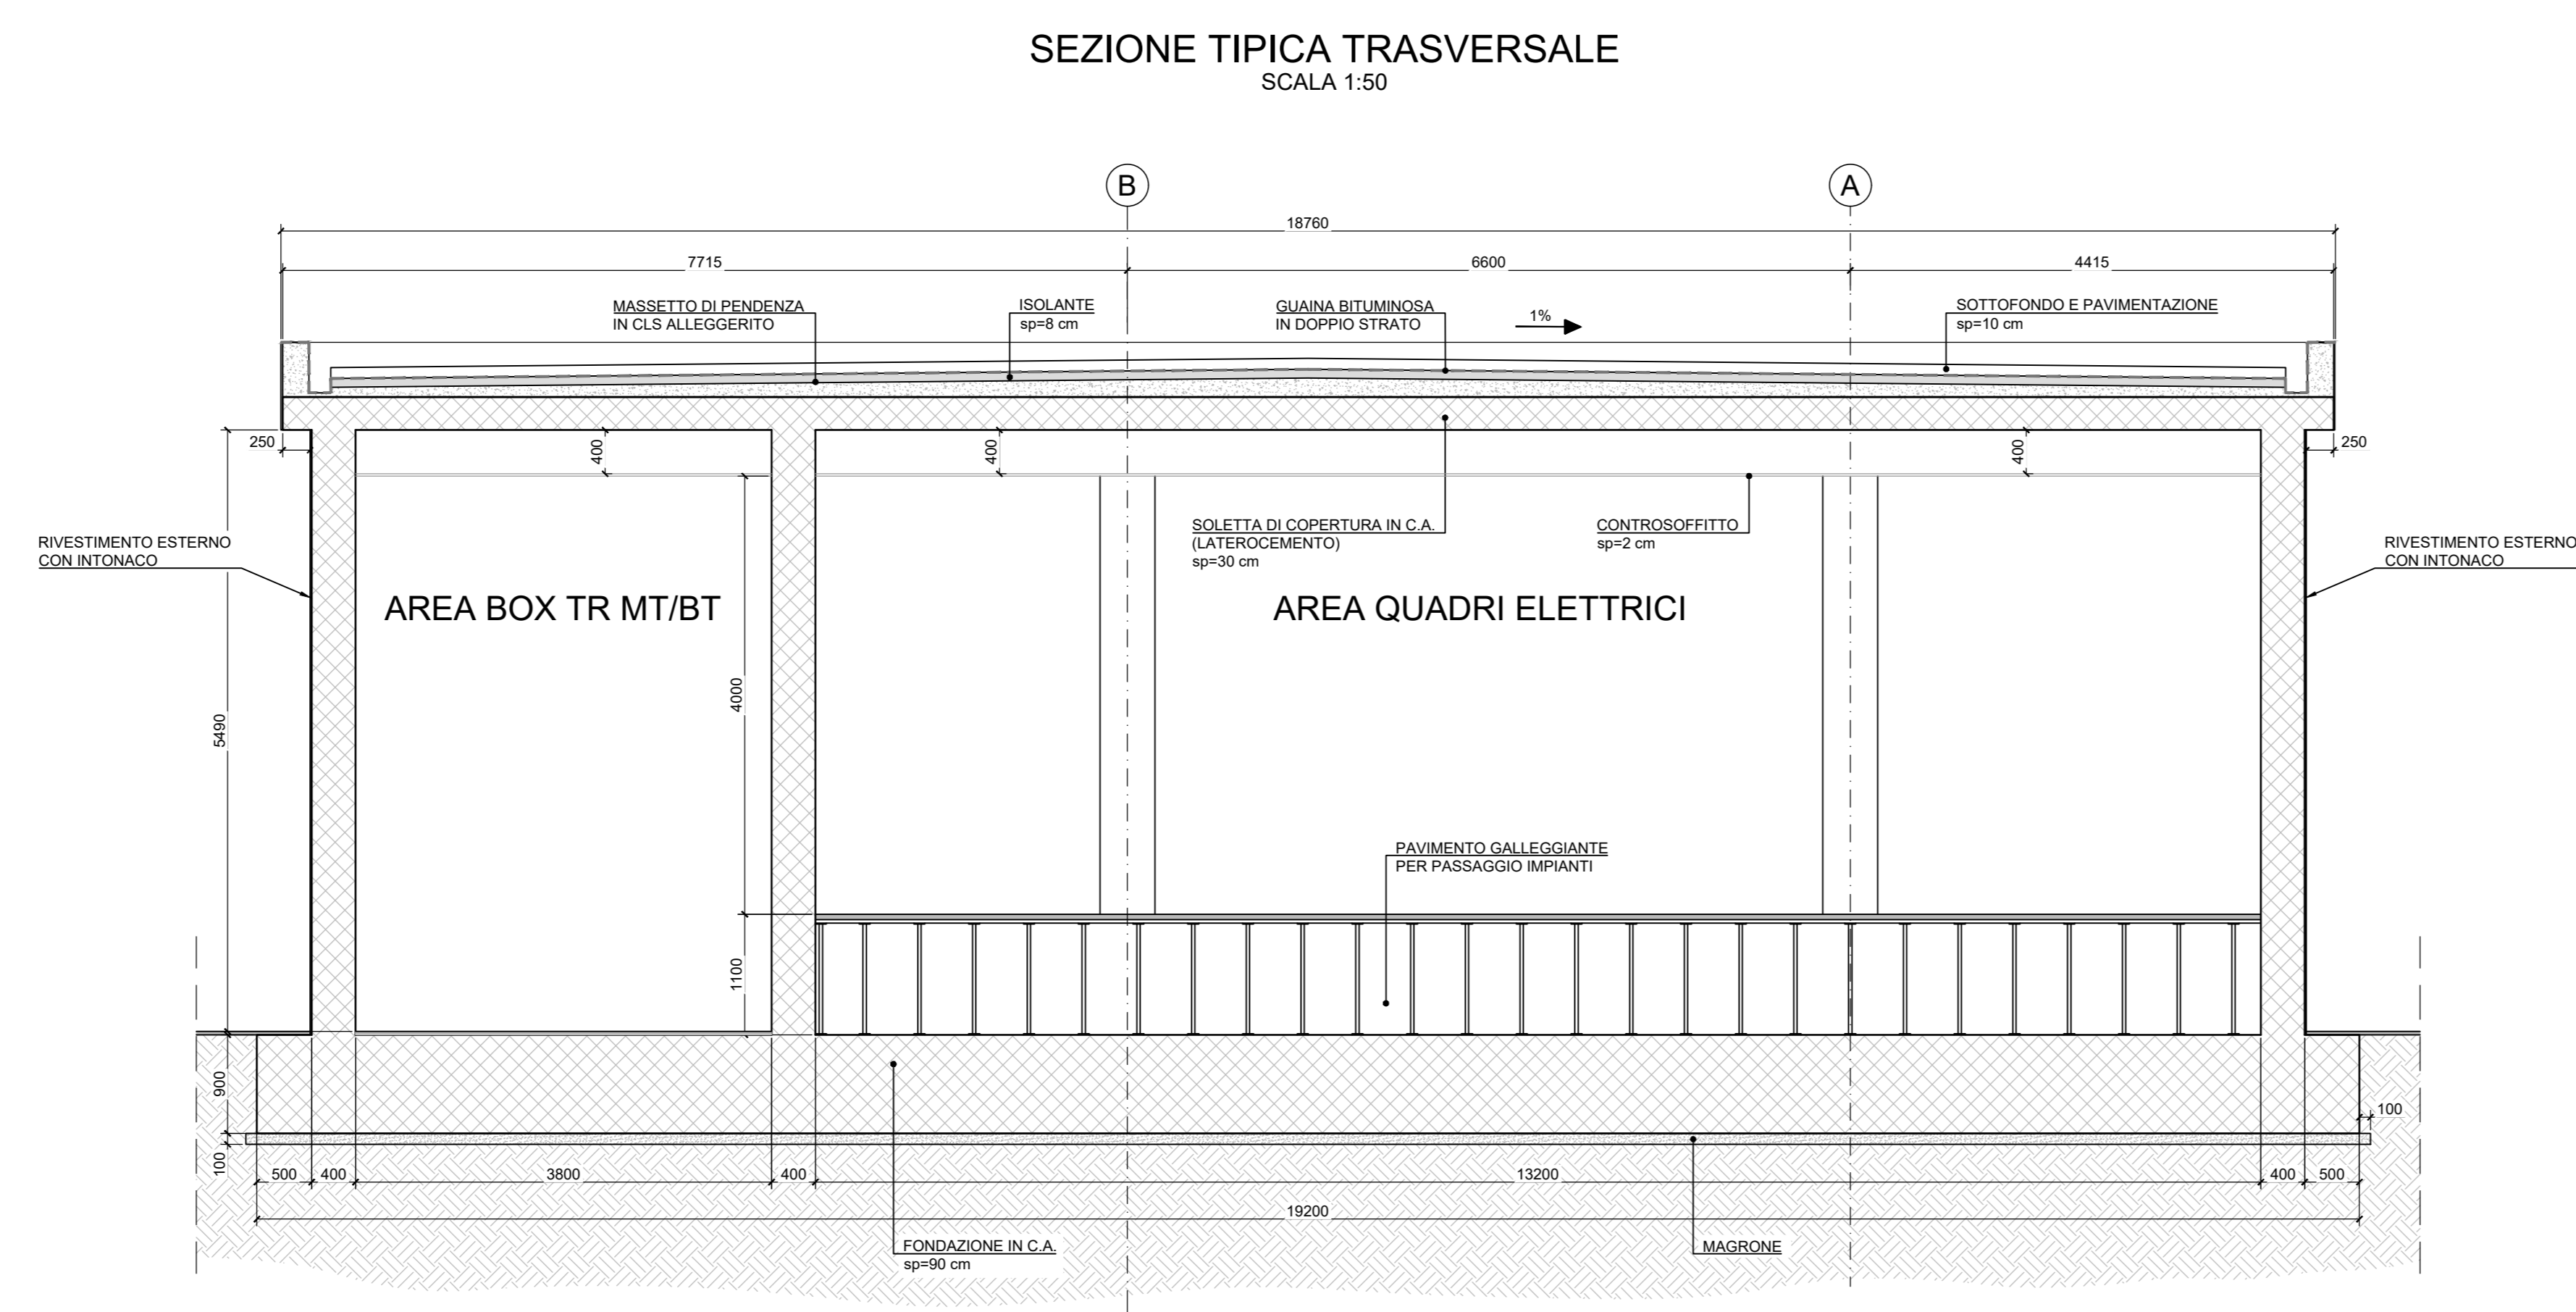 SEZIONE TIPICA TRASVERSALE
SCALA 1:50
B
A
18760
7715
6600
4415
MASSETTO DI PENDENZA
IN CLS ALLEGGERITO
ISOLANTE
sp=8 cm
GUAINA BITUMINOSA
IN DOPPIO STRATO
1%
SOTTOFONDO E PAVIMENTAZIONE
sp=10 cm
250
400
400
400
250
RIVESTIMENTO ESTERNO
CON INTONACO
SOLETTA DI COPERTURA IN C.A.
(LATEROCEMENTO)
sp=30 cm
CONTROSOFFITTO
sp=2 cm
RIVESTIMENTO ESTERNO
CON INTONACO
AREA BOX TR MT/BT
AREA QUADRI ELETTRICI
5490
4000
PAVIMENTO GALLEGGIANTE
PER PASSAGGIO IMPIANTI
1100
900
100
100
500
400
3800
400
13200
400
500
19200
FONDAZIONE IN C.A.
sp=90 cm
MAGRONE